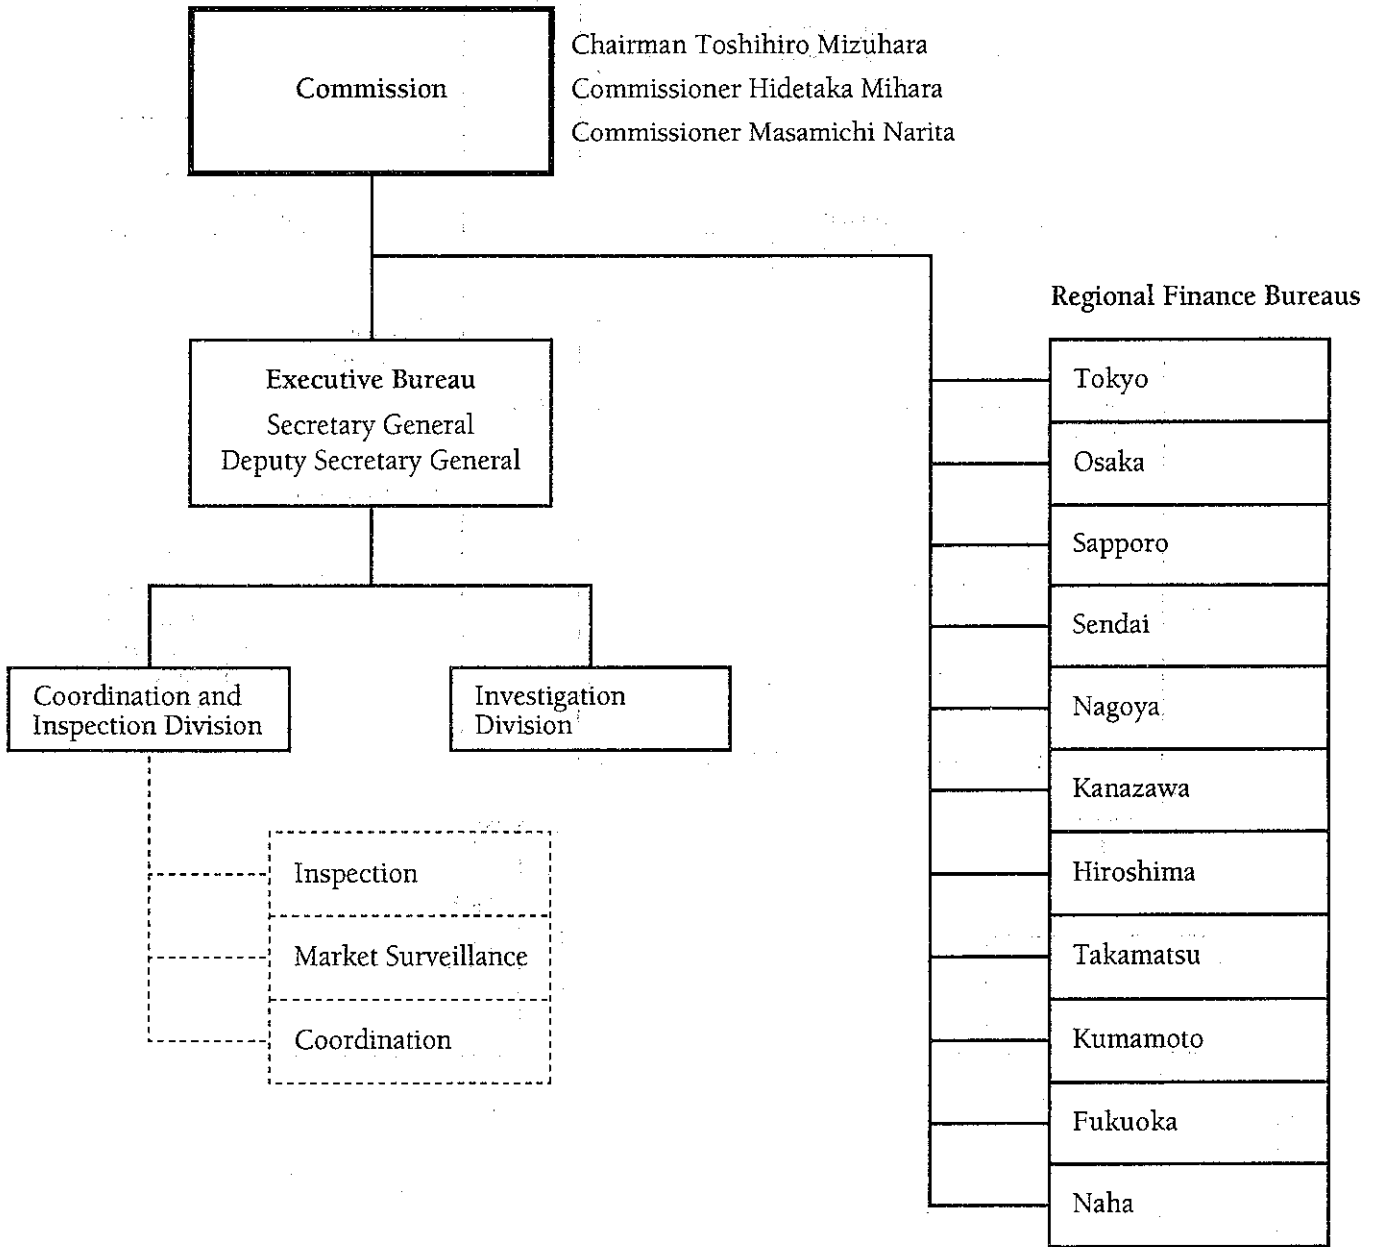 Commission
Chairman Toshihiro Mizuhara
Commissioner Hidetaka Mihara
Commissioner Masamichi Narita
Executive Bureau
Secretary General
Deputy Secretary General
Coordination and
Inspection Division
Investigation
Division
Inspection
Market Surveillance
Coordination
Regional Finance Bureaus
Tokyo
Osaka
Sapporo
Sendai
Nagoya
Kanazawa
Hiroshima
Takamatsu
Kumamoto
Fukuoka
Naha